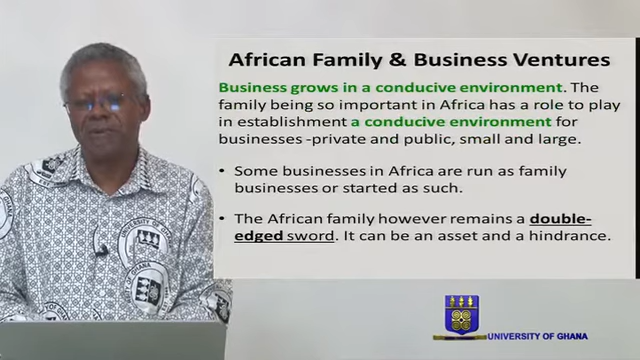 African Family & Business Ventures
Business grows in a conducive environment. The
family being so important in Africa has a role to play
in establishment a conducive environment for
businesses -private and public, small and large.
• Some businesses in Africa are run as family
businesses or started as such.
• The African family however remains a double-
edged sword. It can be an asset and a hindrance.
UNIVERSITY OF GHANA